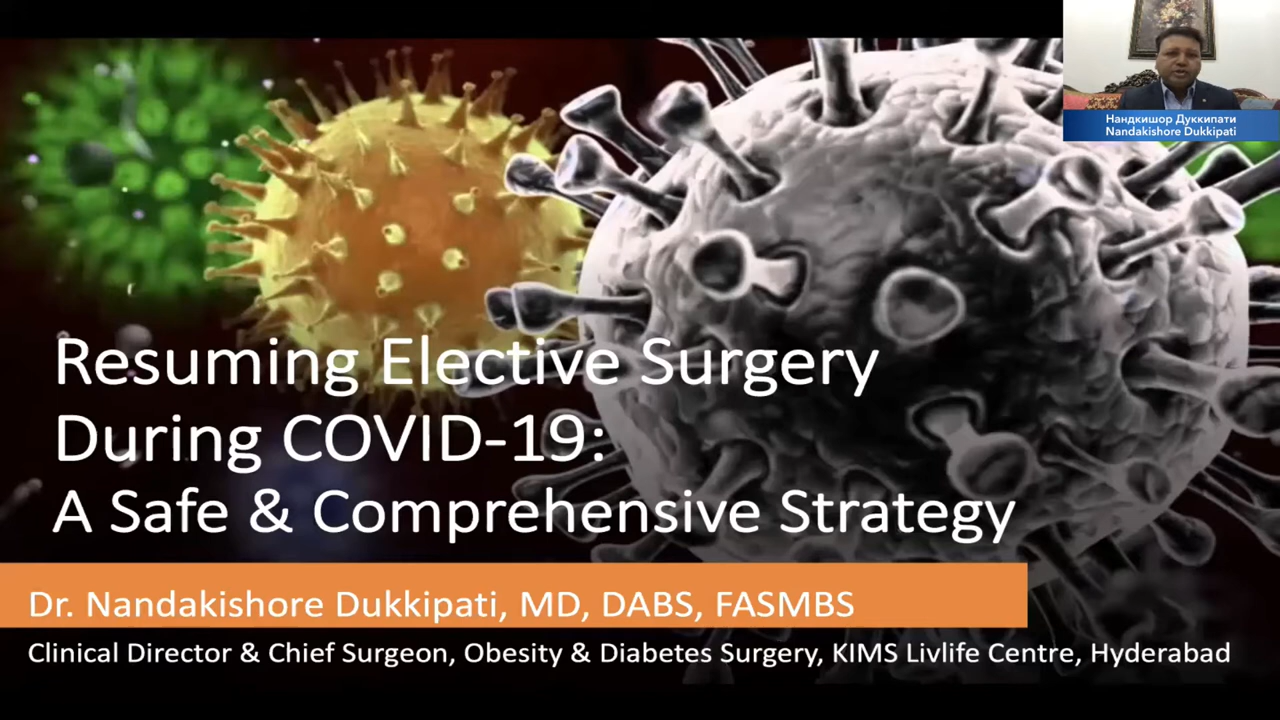 Нандкишор Дуккипати
Nandakishore Dukkipati
Resuming Elective Surgery
During COVID-19:
A Safe & Comprehensive Strategy
Dr. Nandakishore Dukkipati, MD, DABS, FASMBS
Clinical Director & Chief Surgeon, Obesity & Diabetes Surgery, KIMS Livlife Centre, Hyderabad